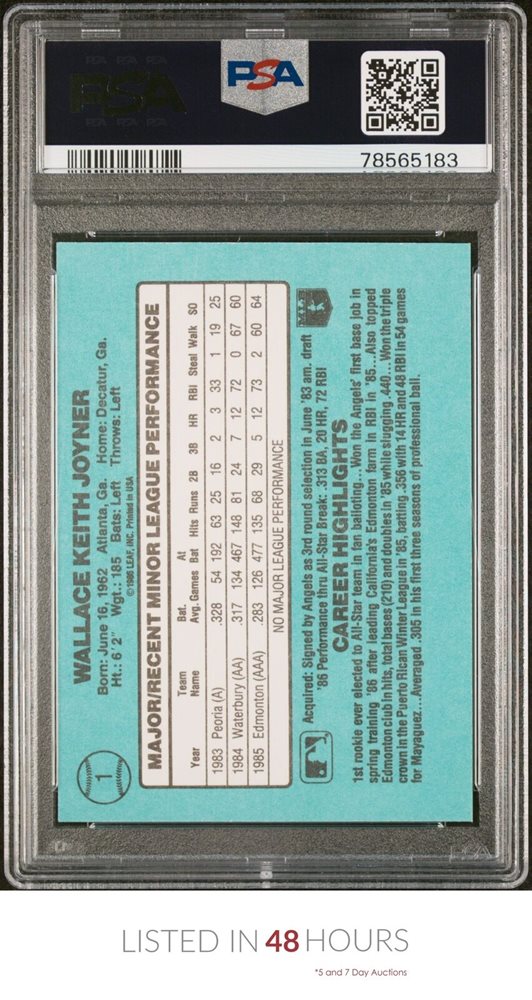 PSA
PSA
78565183
1
WALLACE KEITH JOYNER
Born: June 16, 1962 Atlanta, Ga. Home: Decatur, Ga.
Ht.: 6'2" Wgt.: 185 Bats: Left Throws: Left
©1986 LEAF, INC. Printed in USA
MAJOR/RECENT MINOR LEAGUE PERFORMANCE
Year Team Name Bat. Avg. Games At Bat Hits Runs 2B 3B HR RBI Steal Walk SO
1983 Peoria (A) .328 54 192 63 25 16 2 3 33 1 19 25
1984 Waterbury (AA) .317 134 467 148 81 24 7 12 72 0 67 60
1985 Edmonton (AAA) .283 126 477 135 68 29 5 12 73 2 60 64
NO MAJOR LEAGUE PERFORMANCE
Acquired: Signed by Angels as 3rd round selection in June '83 am. draft
'86 Performance thru All-Star Break: .313 BA, 20 HR, 72 RBI
CAREER HIGHLIGHTS
1st rookie ever elected to All-Star team in fan balloting...Won the Angels' first base job in
spring training '86 after leading California's Edmonton farm in RBI in '85...Also topped
Edmonton club in hits, total bases (210) and doubles in '85 while slugging .440...Won the triple
crown in the Puerto Rican Winter League in '85, batting .356 with 14 HR and 48 RBI in 54 games
for Mayaguez...Averaged .305 in his first three seasons of professional ball.
LISTED IN 48 HOURS
*5 and 7 Day Auctions